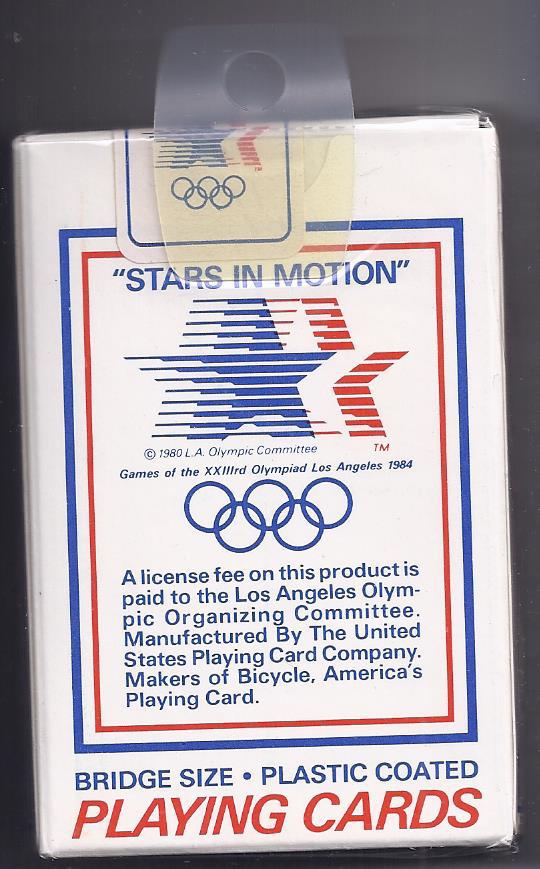 "STARS IN MOTION"
© 1980 L.A. Olympic Committee
TM
Games of the XXIIIrd Olympiad Los Angeles 1984
A license fee on this product is
paid to the Los Angeles Olym-
pic Organizing Committee.
Manufactured By The United
States Playing Card Company.
Makers of Bicycle, America's
Playing Card.
BRIDGE SIZE • PLASTIC COATED
PLAYING CARDS